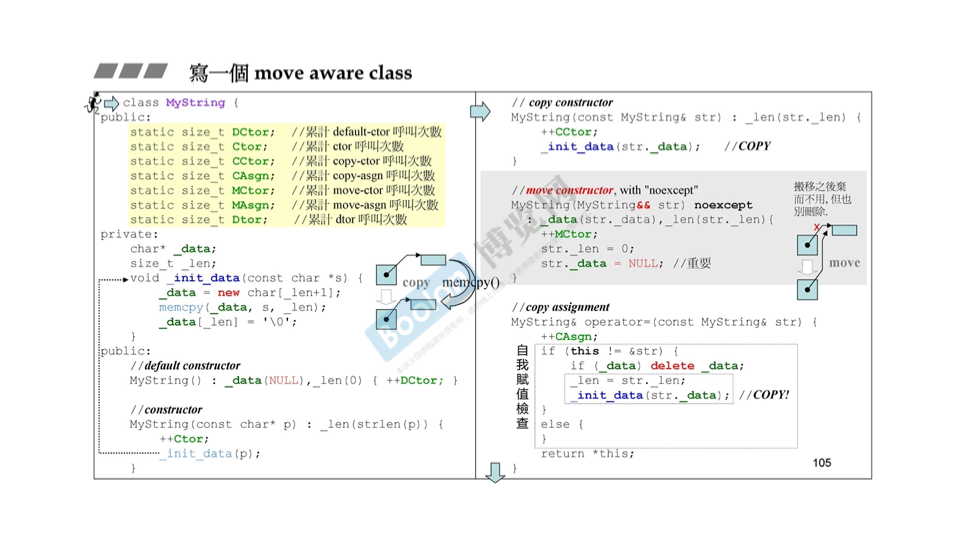 寫一個 move aware class
class MyString {
public:
static size_t DCtor; //累計 default-ctor 呼叫次數
static size_t Ctor; //累計 ctor 呼叫次數
static size_t CCtor; //累計 copy-ctor 呼叫次數
static size_t CAsgn; //累計 copy-asgn 呼叫次數
static size_t MCtor; //累計 move-ctor 呼叫次數
static size_t MAsgn; //累計 move-asgn 呼叫次數
static size_t Dtor; //累計 dtor 呼叫次數
private:
char* _data;
size_t _len;
void _init_data(const char *s) {
_data = new char[_len+1];
memcpy(_data, s, _len);
_data[_len] = '\0';
}
copy memcpy()
public:
//default constructor
MyString() : _data(NULL),_len(0) { ++DCtor; }
//constructor
MyString(const char* p) : _len(strlen(p)) {
++Ctor;
_init_data(p);
}
// copy constructor
MyString(const MyString& str) : _len(str._len) {
++CCtor;
_init_data(str._data); //COPY
}
//move constructor, with "noexcept"
MyString(MyString&& str) noexcept
: _data(str._data),_len(str._len){
++MCtor;
str._len = 0;
str._data = NULL; //重要
}
搬移之後棄
而不用, 但也
別刪除.
x
move
//copy assignment
MyString& operator=(const MyString& str) {
++CAsgn;
自我賦值檢查
if (this != &str) {
if (_data) delete _data;
_len = str._len;
_init_data(str._data); //COPY!
}
else {
}
return *this;
}
105
Boolan
博览网